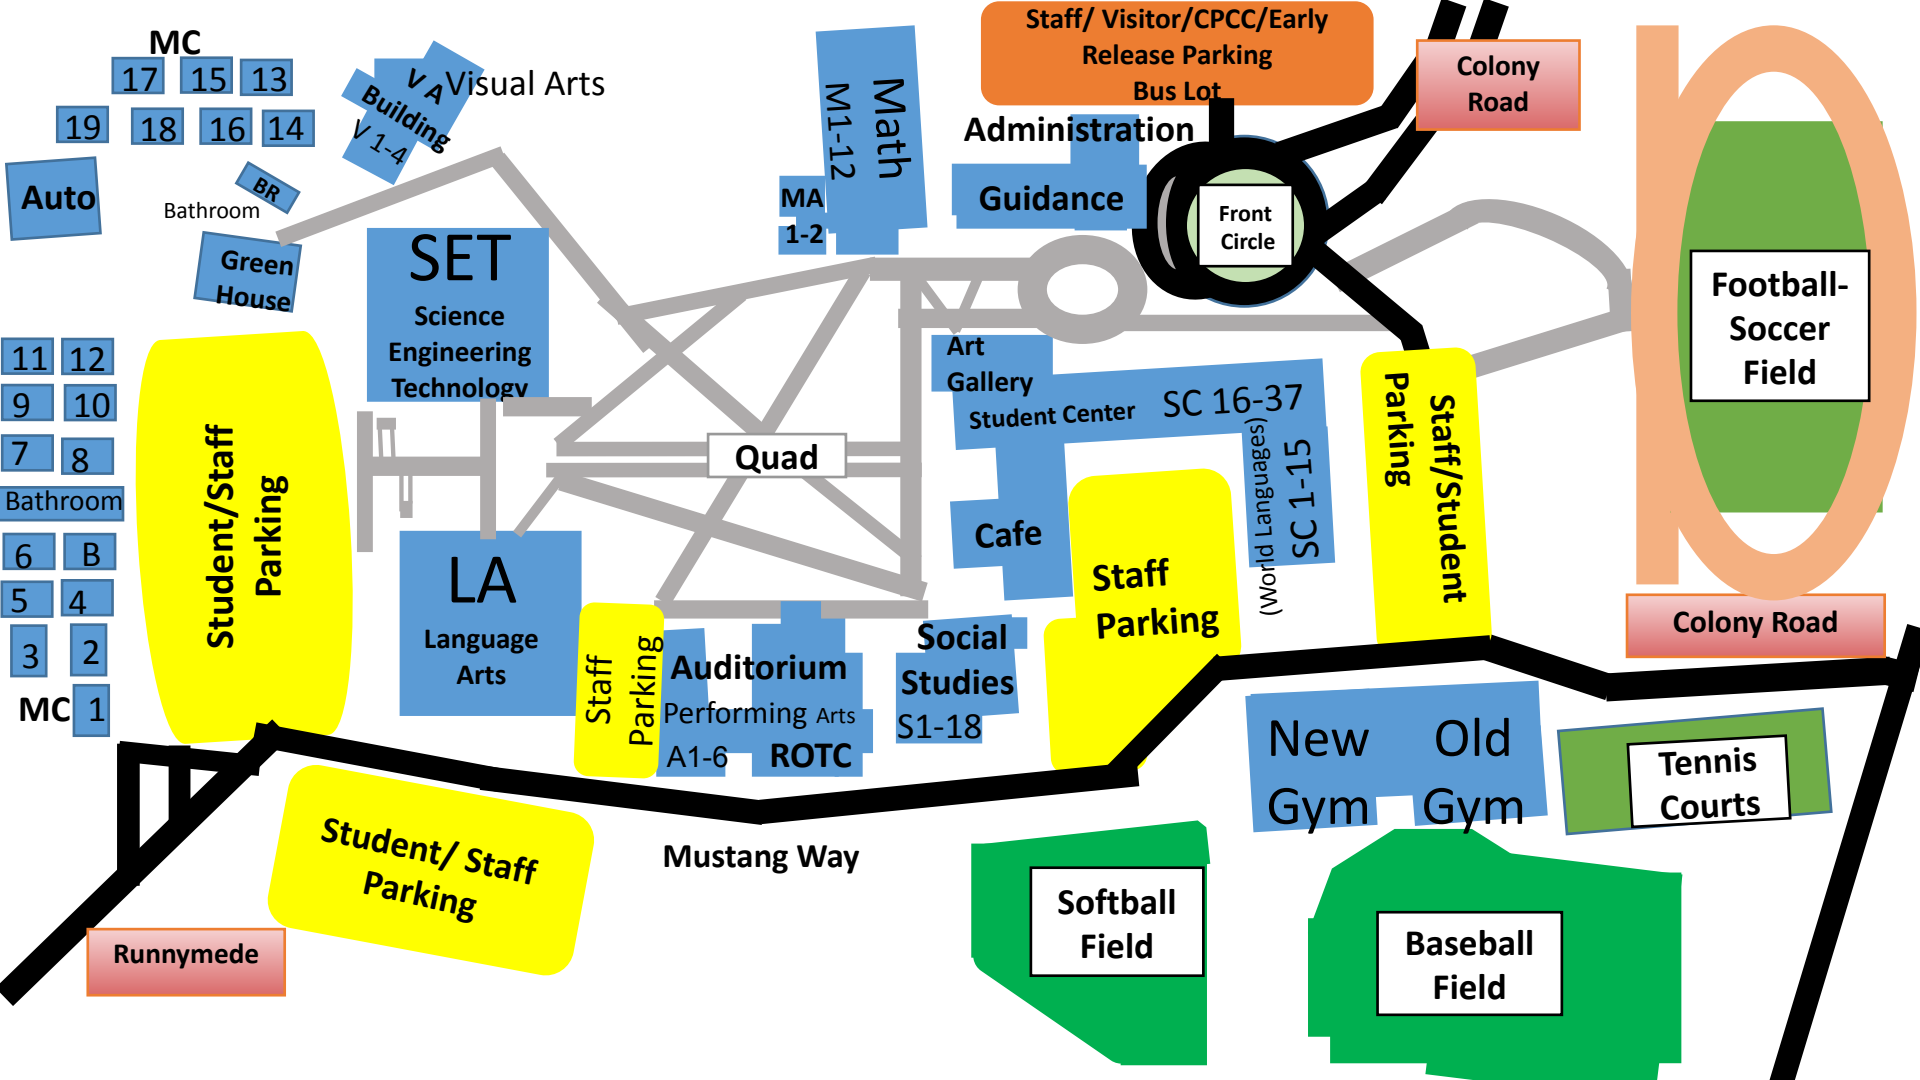 MC
17 15 13
19 18 16 14
Auto
BR
Bathroom
Green
House
V A
Building
V 1-4
Visual Arts
SET
Science
Engineering
Technology
Math
M1-12
MA
1-2
Staff/ Visitor/CPCC/Early
Release Parking
Bus Lot
Administration
Guidance
Front
Circle
Colony
Road
Football-
Soccer
Field
11 12
9 10
7 8
Bathroom
6 B
5 4
3 2
MC 1
Student/Staff
Parking
Quad
Art
Gallery
Student Center SC 16-37
SC 1-15
(World Languages)
Cafe
Staff
Parking
Staff/Student
Parking
Colony Road
LA
Language
Arts
Staff
Parking
Auditorium
Performing Arts
A1-6 ROTC
Social
Studies
S1-18
New
Gym
Old
Gym
Tennis
Courts
Student/ Staff
Parking
Mustang Way
Runnymede
Softball
Field
Baseball
Field